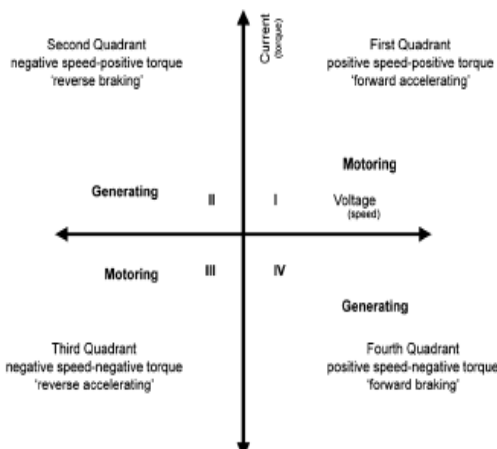 Second Quadrant
negative speed-positive torque
'reverse braking'
Current
(torque)
First Quadrant
positive speed-positive torque
'forward accelerating'
Motoring
Generating
II
I
Voltage
(speed)
Motoring
III
IV
Generating
Third Quadrant
negative speed-negative torque
'reverse accelerating'
Fourth Quadrant
positive speed-negative torque
'forward braking'